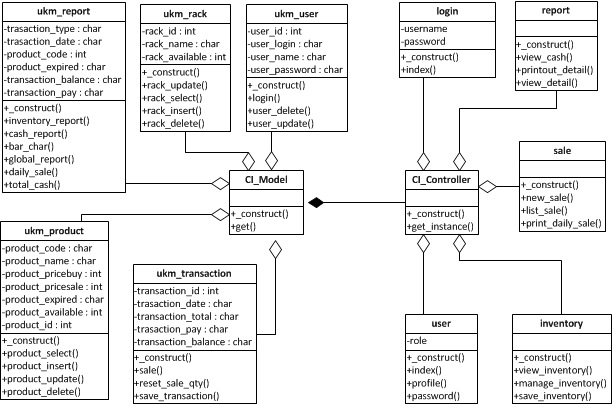 ukm_report
-trasaction_type : char
-trasaction_date : char
-product_code : int
-product_expired : char
-transaction_balance : char
-transaction_pay : char
+_construct()
+inventory_report()
+cash_report()
+bar_char()
+global_report()
+daily_sale()
+total_cash()
ukm_rack
-rack_id : int
-rack_name : char
-rack_available : int
+_construct()
+rack_update()
+rack_select()
+rack_insert()
+rack_delete()
ukm_user
-user_id : int
-user_login : char
-user_name : char
-user_password : char
+_construct()
+login()
+user_delete()
+user_update()
login
-username
-password
+_construct()
+index()
report
+_construct()
+view_cash()
+printout_detail()
+view_detail()
CI_Model
+_construct()
+get()
CI_Controller
+_construct()
+get_instance()
sale
+_construct()
+new_sale()
+list_sale()
+print_daily_sale()
ukm_product
-product_code : char
-product_name : char
-product_pricebuy : int
-product_pricesale : int
-product_expired : char
-product_available : int
-product_id : int
+_construct()
+product_select()
+product_insert()
+product_update()
+product_delete()
ukm_transaction
-transaction_id : int
-trasaction_date : char
-transaction_total : char
-trasaction_pay : char
-transaction_balance : char
+_construct()
+sale()
+reset_sale_qty()
+save_transaction()
user
-role
+_construct()
+index()
+profile()
+password()
inventory
+_construct()
+view_inventory()
+manage_inventory()
+save_inventory()